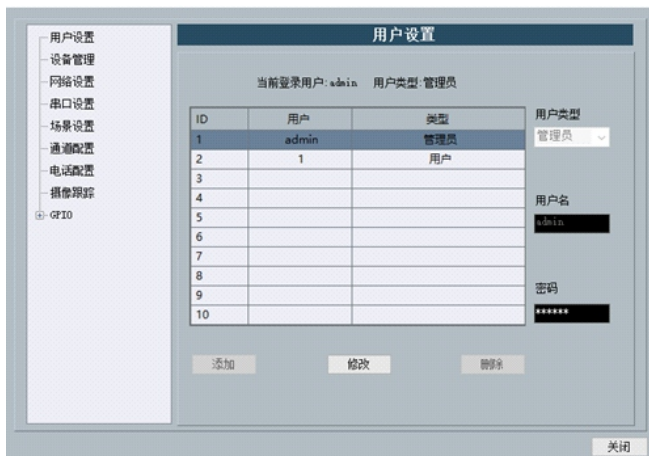 用户设置
设备管理
网络设置
串口设置
场景设置
通道配置
电话配置
摄像跟踪
GPIO
用户设置
当前登录用户:admin 用户类型:管理员
ID 用户 类型
1 admin 管理员
2 1 用户
3
4
5
6
7
8
9
10
用户类型
管理员
用户名
admin
密码
******
添加 修改 删除
关闭